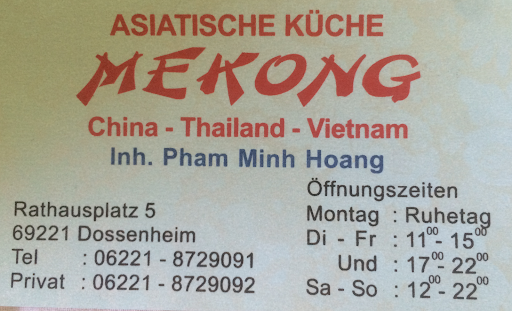 ASIATISCHE KÜCHE
MEKONG
China - Thailand - Vietnam
Inh. Pham Minh Hoang
Rathausplatz 5
69221 Dossenheim
Tel : 06221 - 8729091
Privat : 06221 - 8729092
Öffnungszeiten
Montag : Ruhetag
Di - Fr : 11⁰⁰ - 15⁰⁰
Und : 17⁰⁰ - 22⁰⁰
Sa - So : 12⁰⁰ - 22⁰⁰